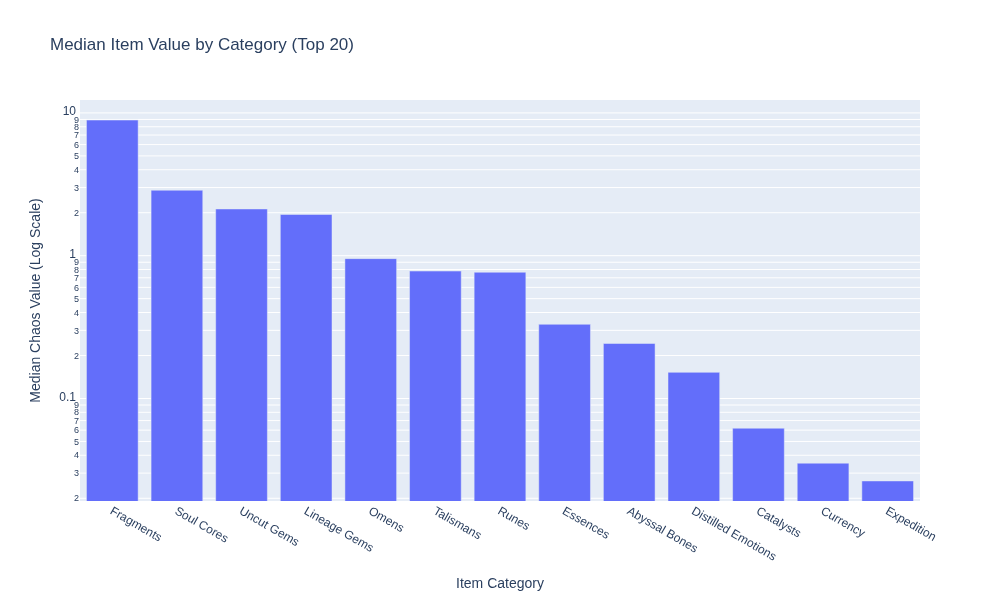 Median Item Value by Category (Top 20)
Median Chaos Value (Log Scale)
10
9
8
7
6
5
4
3
2
1
9
8
7
6
5
4
3
2
0.1
9
8
7
6
5
4
3
2
Fragments
Soul Cores
Uncut Gems
Lineage Gems
Omens
Talismans
Runes
Essences
Abyssal Bones
Distilled Emotions
Catalysts
Currency
Expedition
Item Category